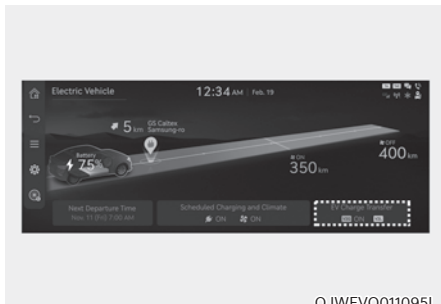 Electric Vehicle
12:34 AM | Feb. 19
5 km
GS Caltex
Samsung-ro
Battery
75%
ON
350 km
OFF
400 km
Next Departure Time
Nov. 11 (Fri) 7:00 AM
Scheduled Charging and Climate
ON ON
EV Charge Transfer
ON
OJWEVQ011095L